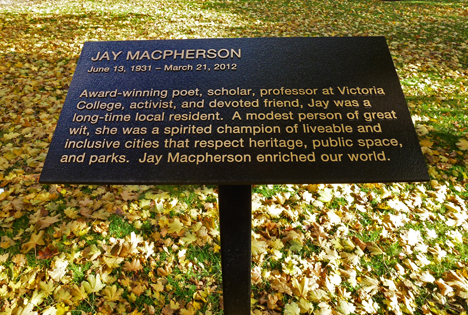 JAY MACPHERSON
June 13, 1931 – March 21, 2012
Award-winning poet, scholar, professor at Victoria
College, activist, and devoted friend, Jay was a
long-time local resident. A modest person of great
wit, she was a spirited champion of liveable and
inclusive cities that respect heritage, public space,
and parks. Jay Macpherson enriched our world.